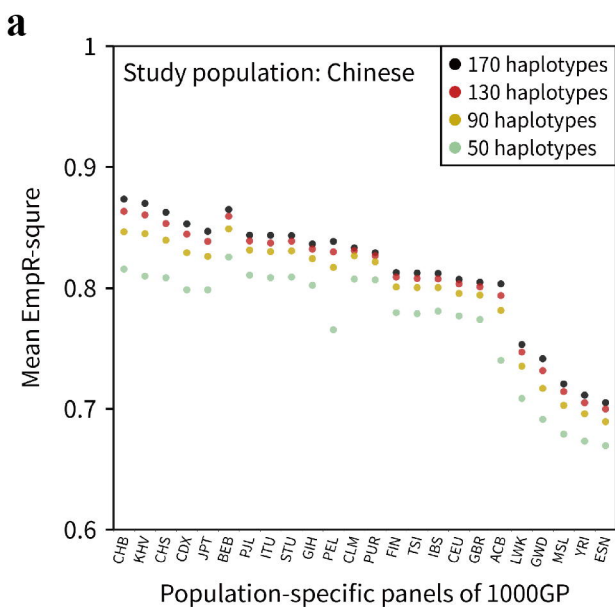 a
Study population: Chinese
170 haplotypes
130 haplotypes
90 haplotypes
50 haplotypes
Mean EmpR-squre
1
0.9
0.8
0.7
0.6
CHB KHV CHS CDX JPT BEB PJL ITU STU GIH PEL CLM PUR FIN TSI IBS CEU GBR ACB LWK GWD MSL YRI ESN
Population-specific panels of 1000GP